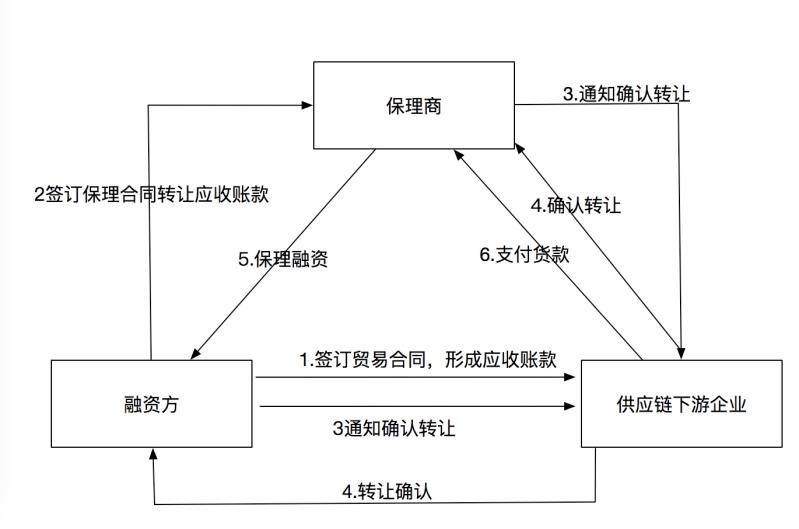 保理商
3.通知确认转让
2签订保理合同转让应收账款
4.确认转让
5.保理融资
6.支付货款
1.签订贸易合同，形成应收账款
融资方
供应链下游企业
3通知确认转让
4.转让确认